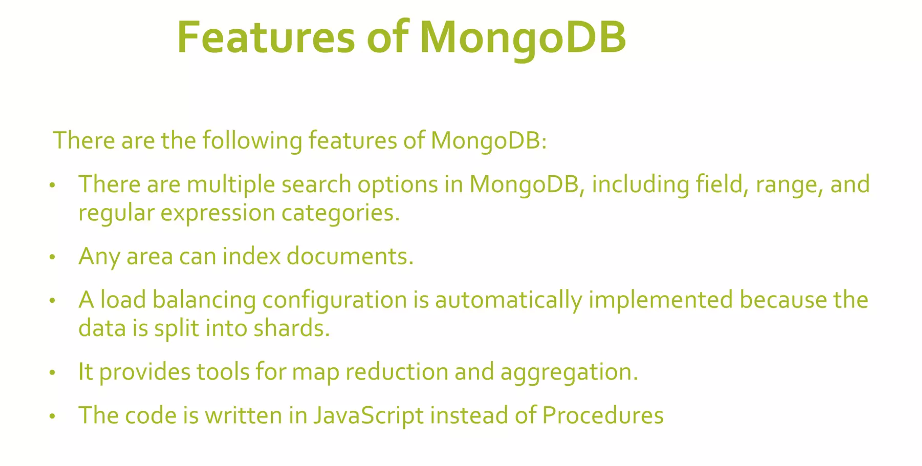 Features of MongoDB
There are the following features of MongoDB:
• There are multiple search options in MongoDB, including field, range, and
regular expression categories.
• Any area can index documents.
• A load balancing configuration is automatically implemented because the
data is split into shards.
• It provides tools for map reduction and aggregation.
• The code is written in JavaScript instead of Procedures